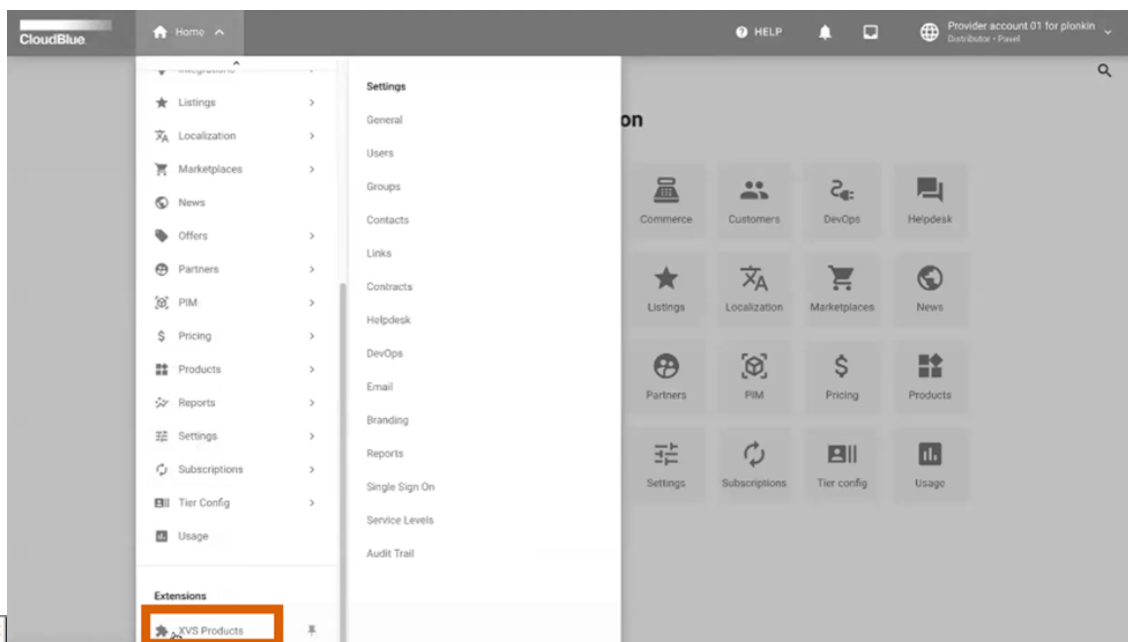 CloudBlue
Home
HELP
Provider account 01 for plonkin
Distributor - Pavel
Integrations
Listings
Localization
Marketplaces
News
Offers
Partners
PIM
Pricing
Products
Reports
Settings
Subscriptions
Tier Config
Usage
Extensions
XVS Products
Settings
General
Users
Groups
Contacts
Links
Contracts
Helpdesk
DevOps
Email
Branding
Reports
Single Sign On
Service Levels
Audit Trail
on
Commerce Customers DevOps Helpdesk
Listings Localization Marketplaces News
Partners PIM Pricing Products
Settings Subscriptions Tier config Usage